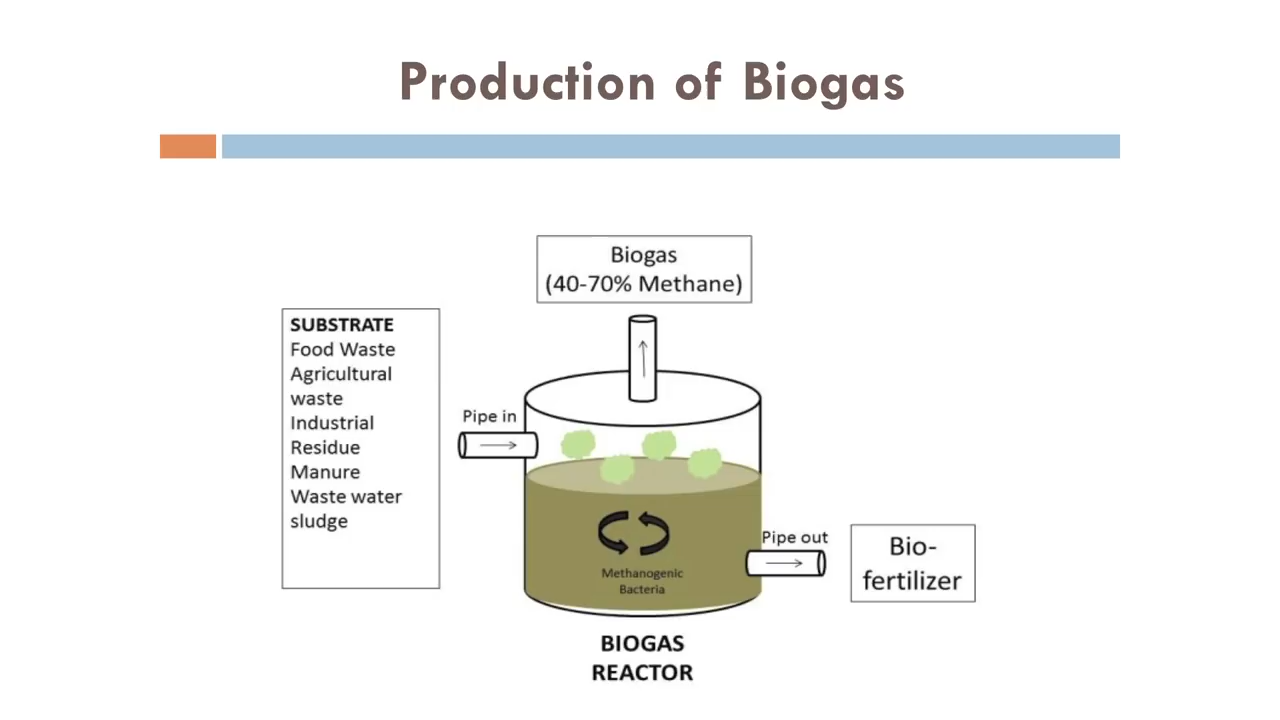 Production of Biogas
Biogas
(40-70% Methane)
SUBSTRATE
Food Waste
Agricultural
waste
Industrial
Residue
Manure
Waste water
sludge
Pipe in
Methanogenic
Bacteria
Pipe out
Bio-
fertilizer
BIOGAS
REACTOR